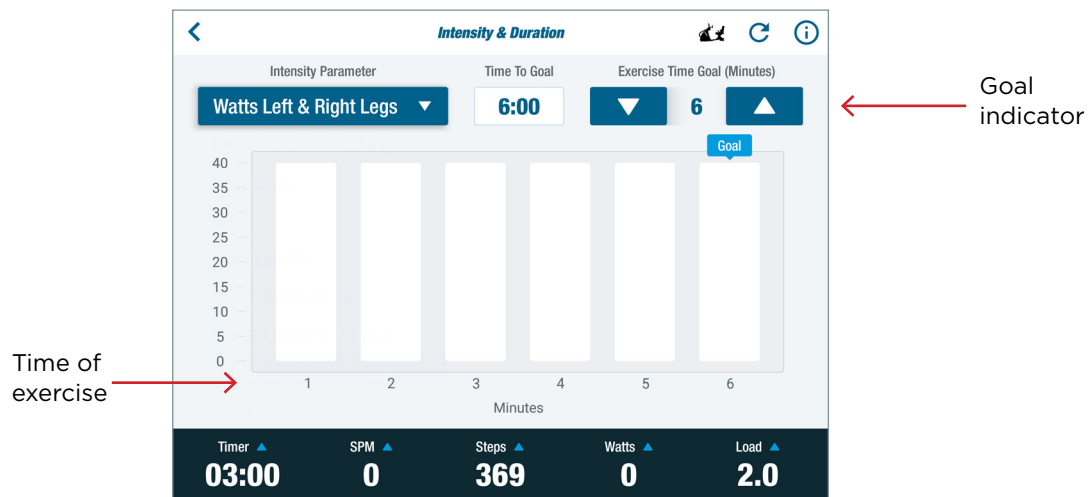 Intensity & Duration
Intensity Parameter
Time To Goal
Exercise Time Goal (Minutes)
Watts Left & Right Legs
6:00
6
Goal
indicator
Goal
40
35
30
25
20
15
10
5
0
Time of
exercise
1 2 3 4 5 6
Minutes
Timer SPM Steps Watts Load
03:00 0 369 0 2.0